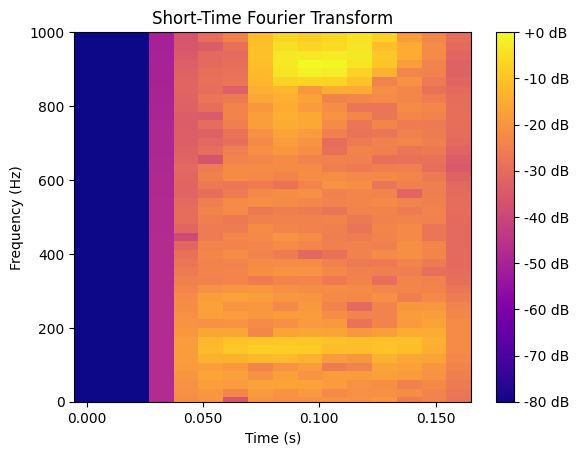 Short-Time Fourier Transform
1000
800
600
400
200
0
Frequency (Hz)
0.000
0.050
0.100
0.150
Time (s)
+0 dB
-10 dB
-20 dB
-30 dB
-40 dB
-50 dB
-60 dB
-70 dB
-80 dB